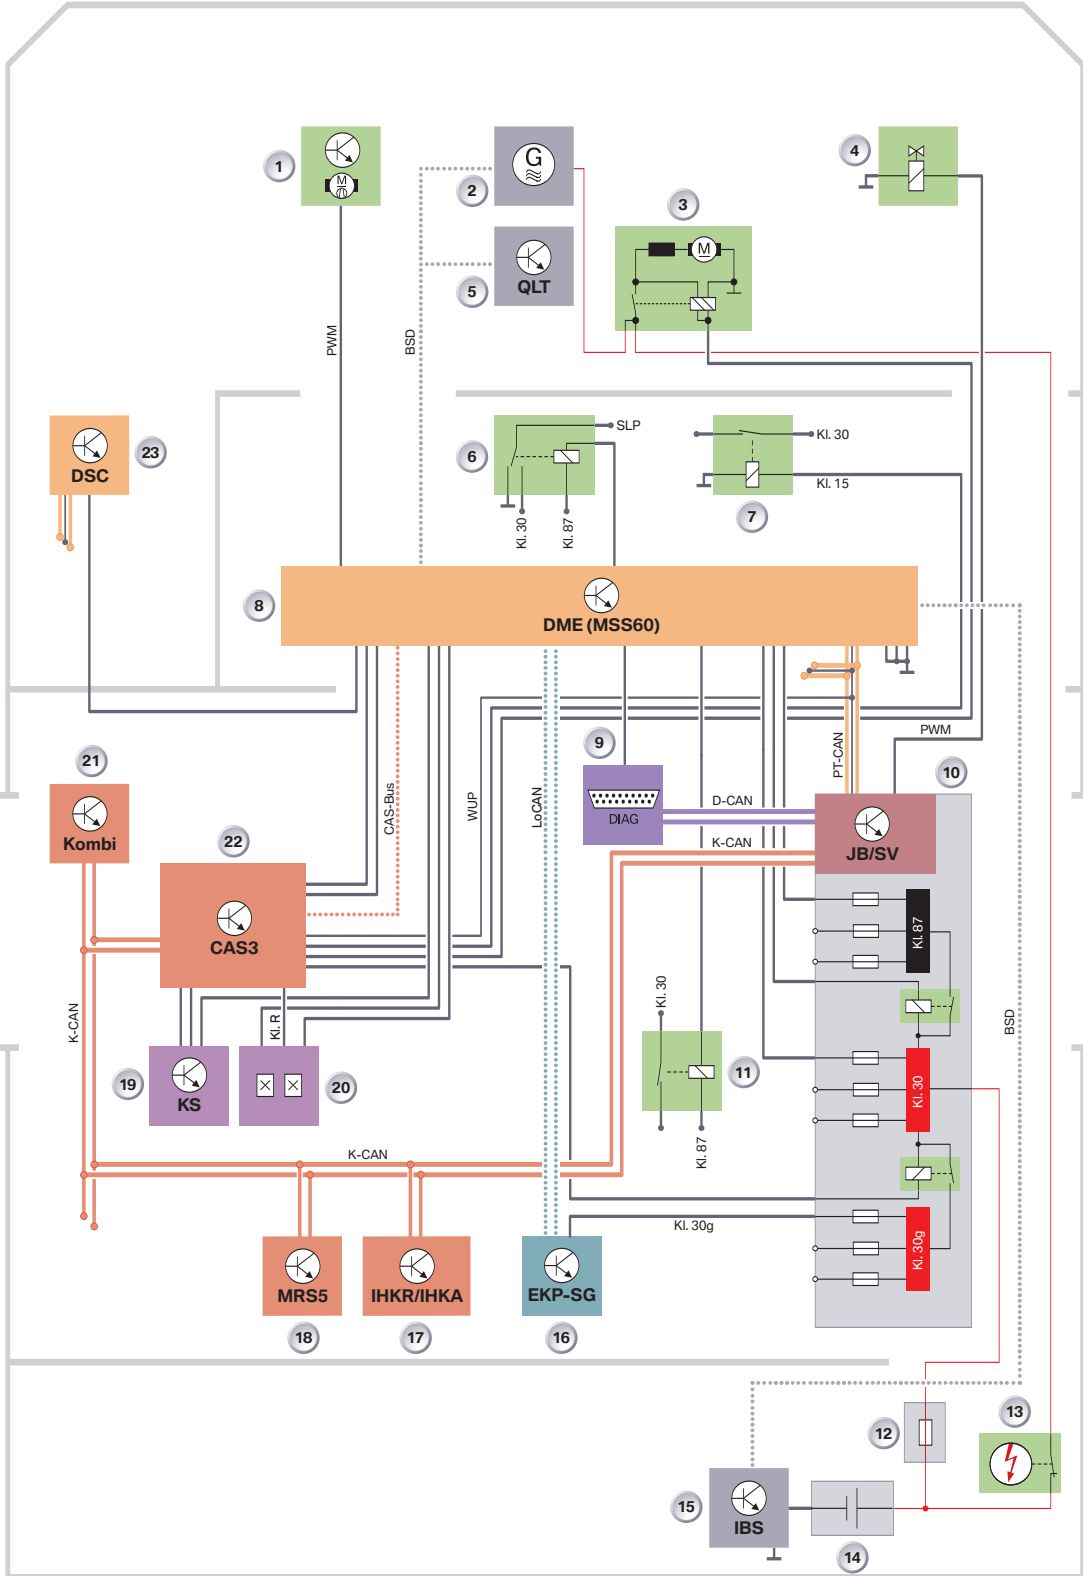 1
M
2
G
3
M
4
5
QLT
PWM
BSD
23
DSC
6
SLP
Kl. 30
Kl. 87
7
Kl. 30
Kl. 15
8
DME (MSS60)
21
Kombi
22
CAS3
CAS-Bus
WUP
LoCAN
9
DIAG
D-CAN
K-CAN
PT-CAN
PWM
10
JB/SV
Kl. 87
K-CAN
Kl. R
Kl. 30
BSD
19
KS
20
11
Kl. 87
Kl. 30
K-CAN
Kl. 30g
Kl. 30g
MRS5
18
IHKR/IHKA
17
EKP-SG
16
12
13
15
IBS
14